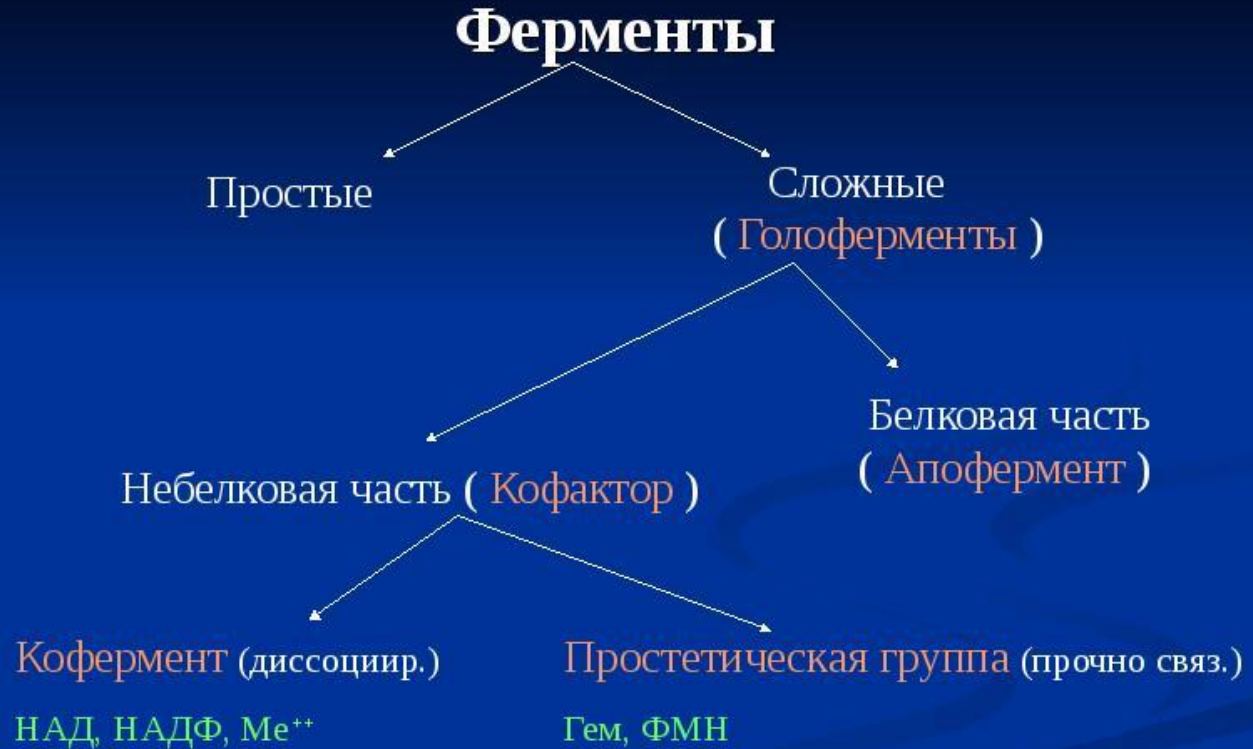 Ферменты
Простые
Сложные
( Голоферменты )
Белковая часть
( Апофермент )
Небелковая часть ( Кофактор )
Кофермент (диссоциир.)
Простетическая группа (прочно связ.)
НАД, НАДФ, Ме⁺⁺
Гем, ФМН